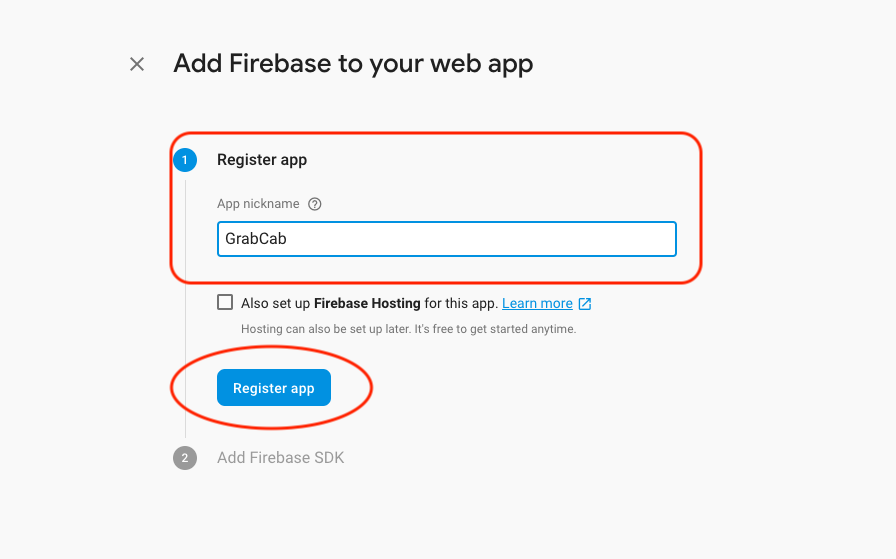 Add Firebase to your web app
1
Register app
App nickname
GrabCab
Also set up Firebase Hosting for this app. Learn more
Hosting can also be set up later. It's free to get started anytime.
Register app
2
Add Firebase SDK